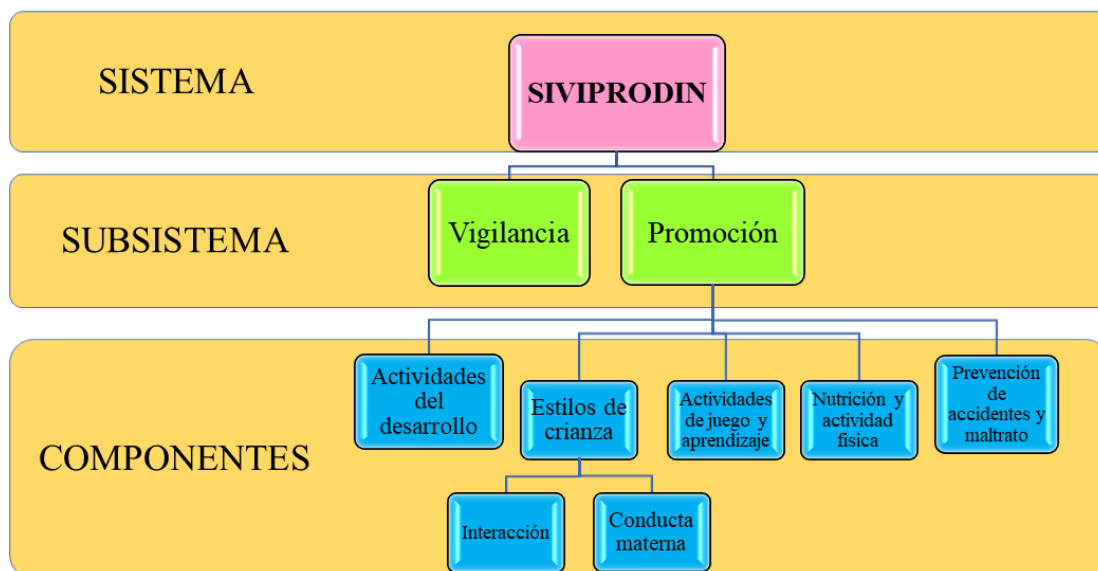 SISTEMA
SIVIPRODIN
SUBSISTEMA
Vigilancia
Promoción
COMPONENTES
Actividades
del
desarrollo
Estilos de
crianza
Actividades
de juego y
aprendizaje
Nutrición y
actividad
física
Prevención
de
accidentes y
maltrato
Interacción
Conducta
materna